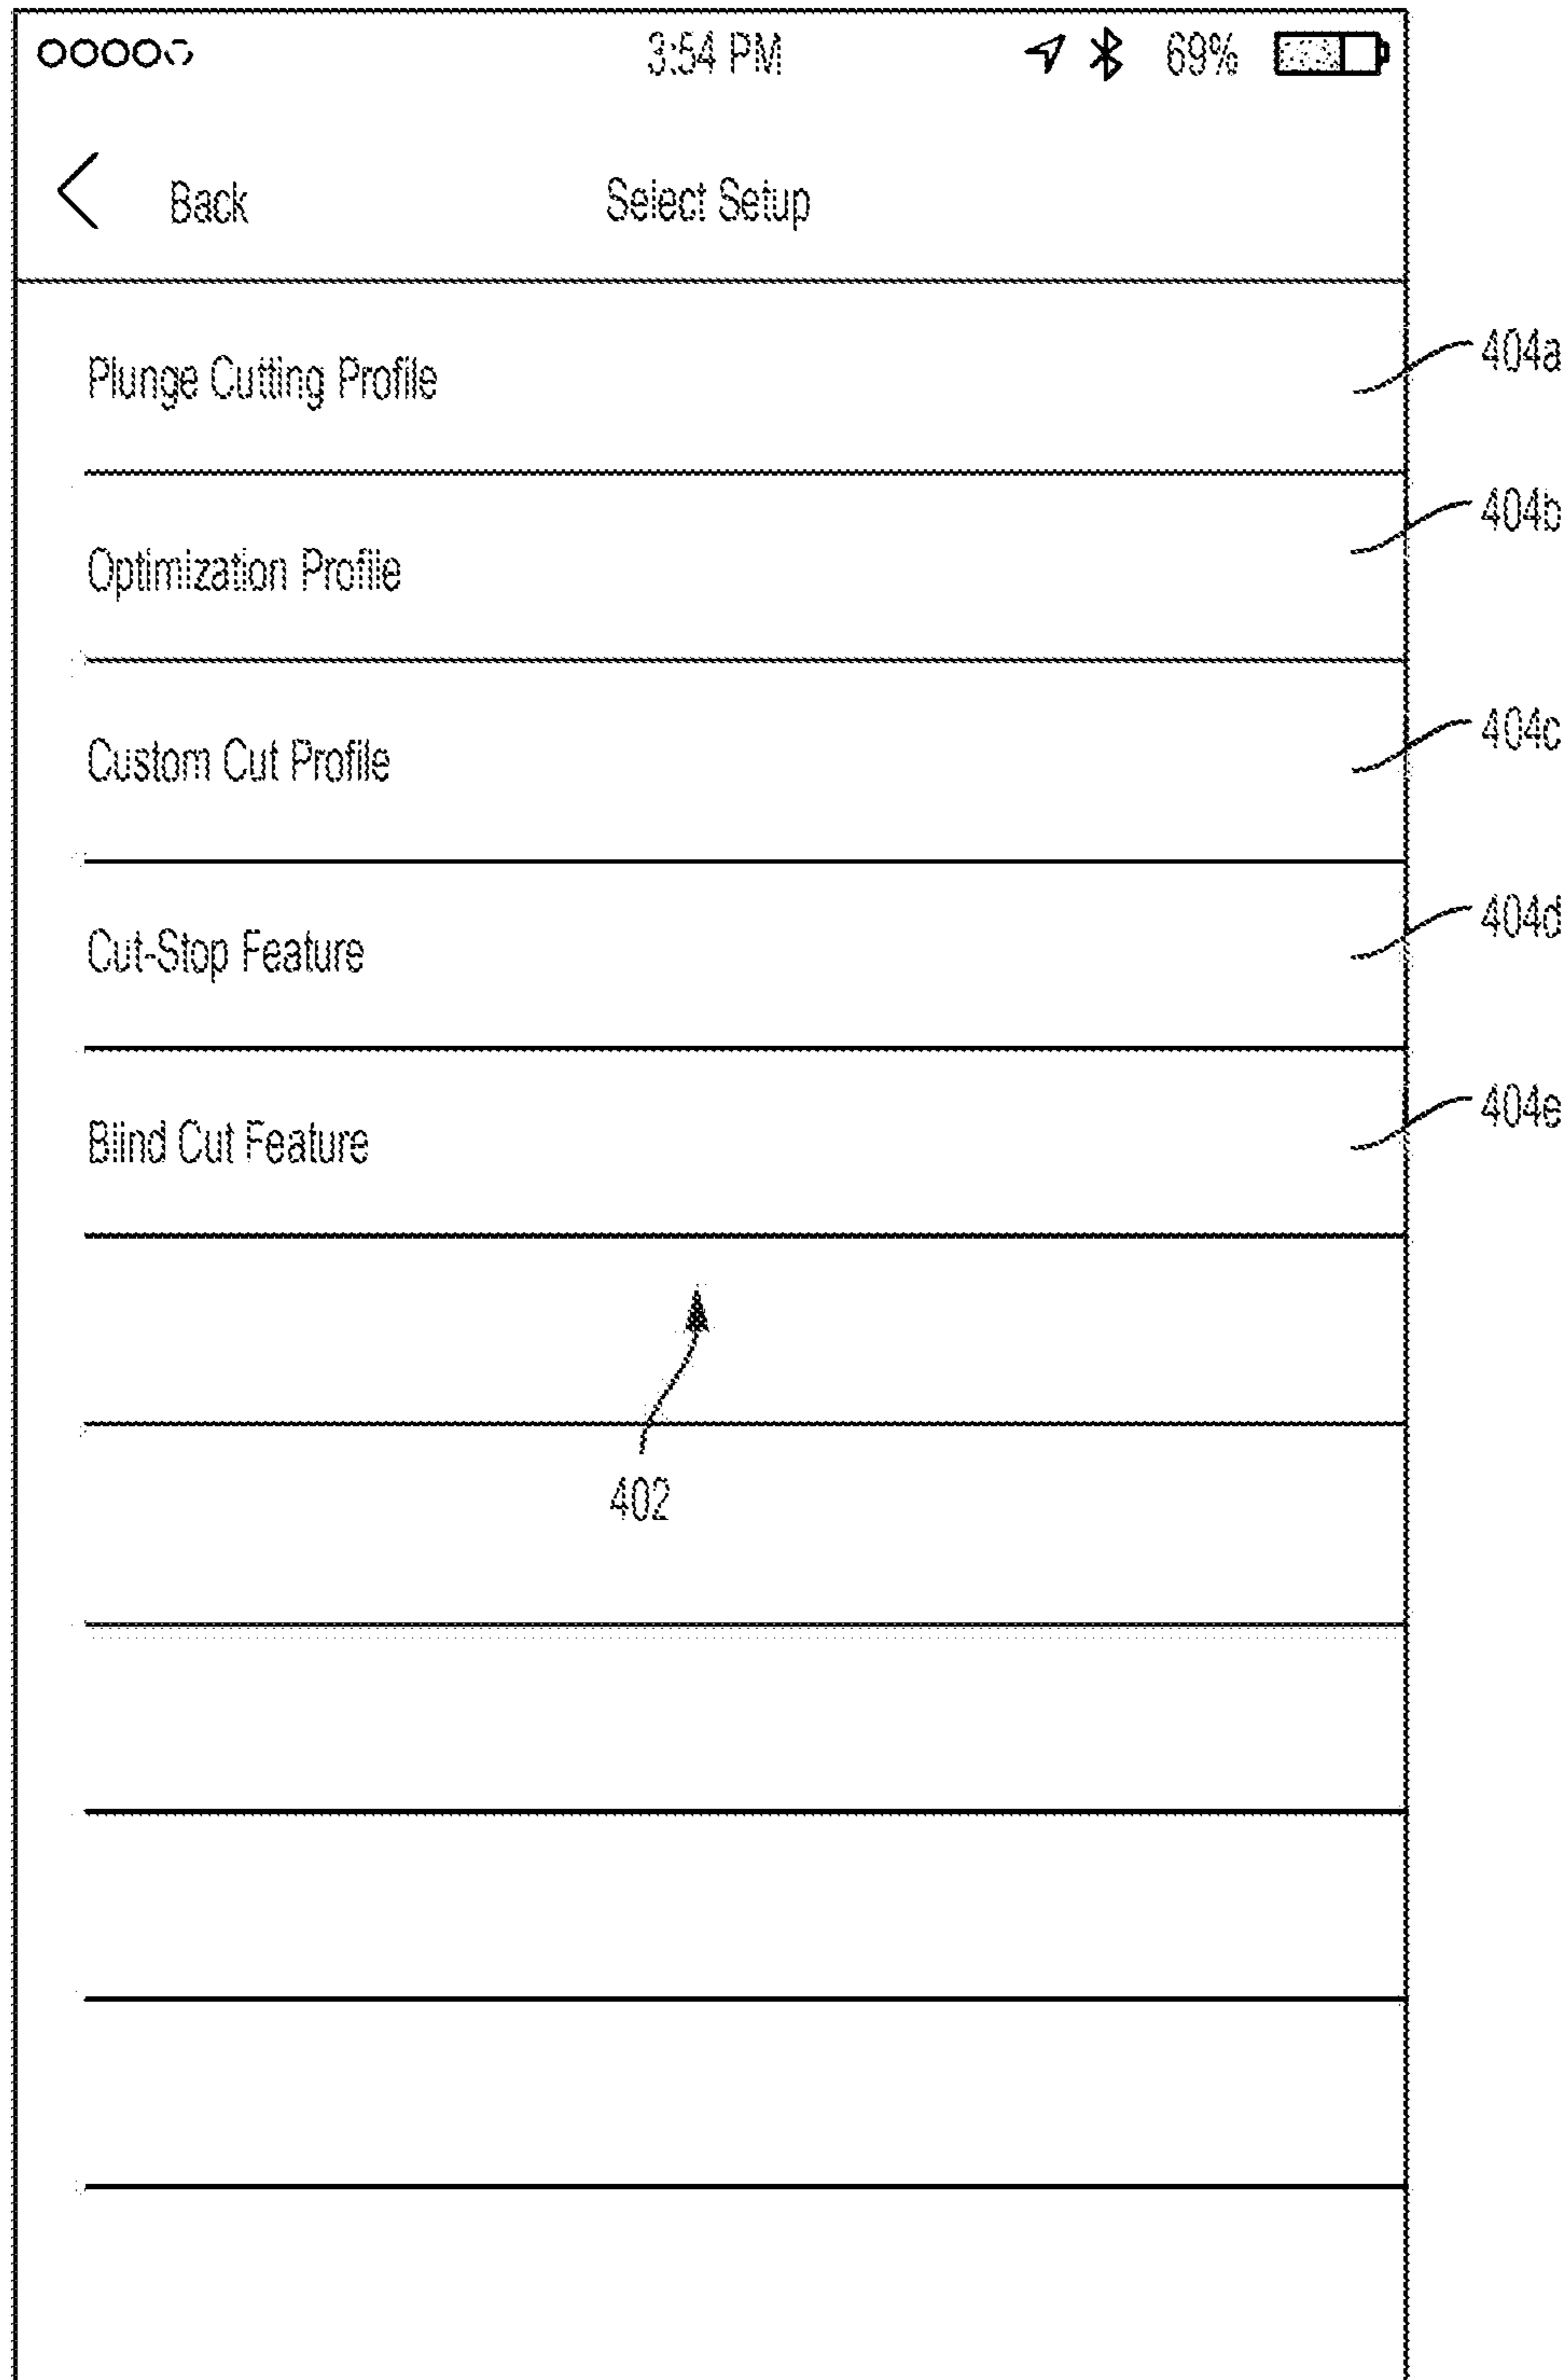 3:54 PM 69%
Back Select Setup
Plunge Cutting Profile 404a
Optimization Profile 404b
Custom Cut Profile 404c
Cut-Stop Feature 404d
Blind Cut Feature 404e
402